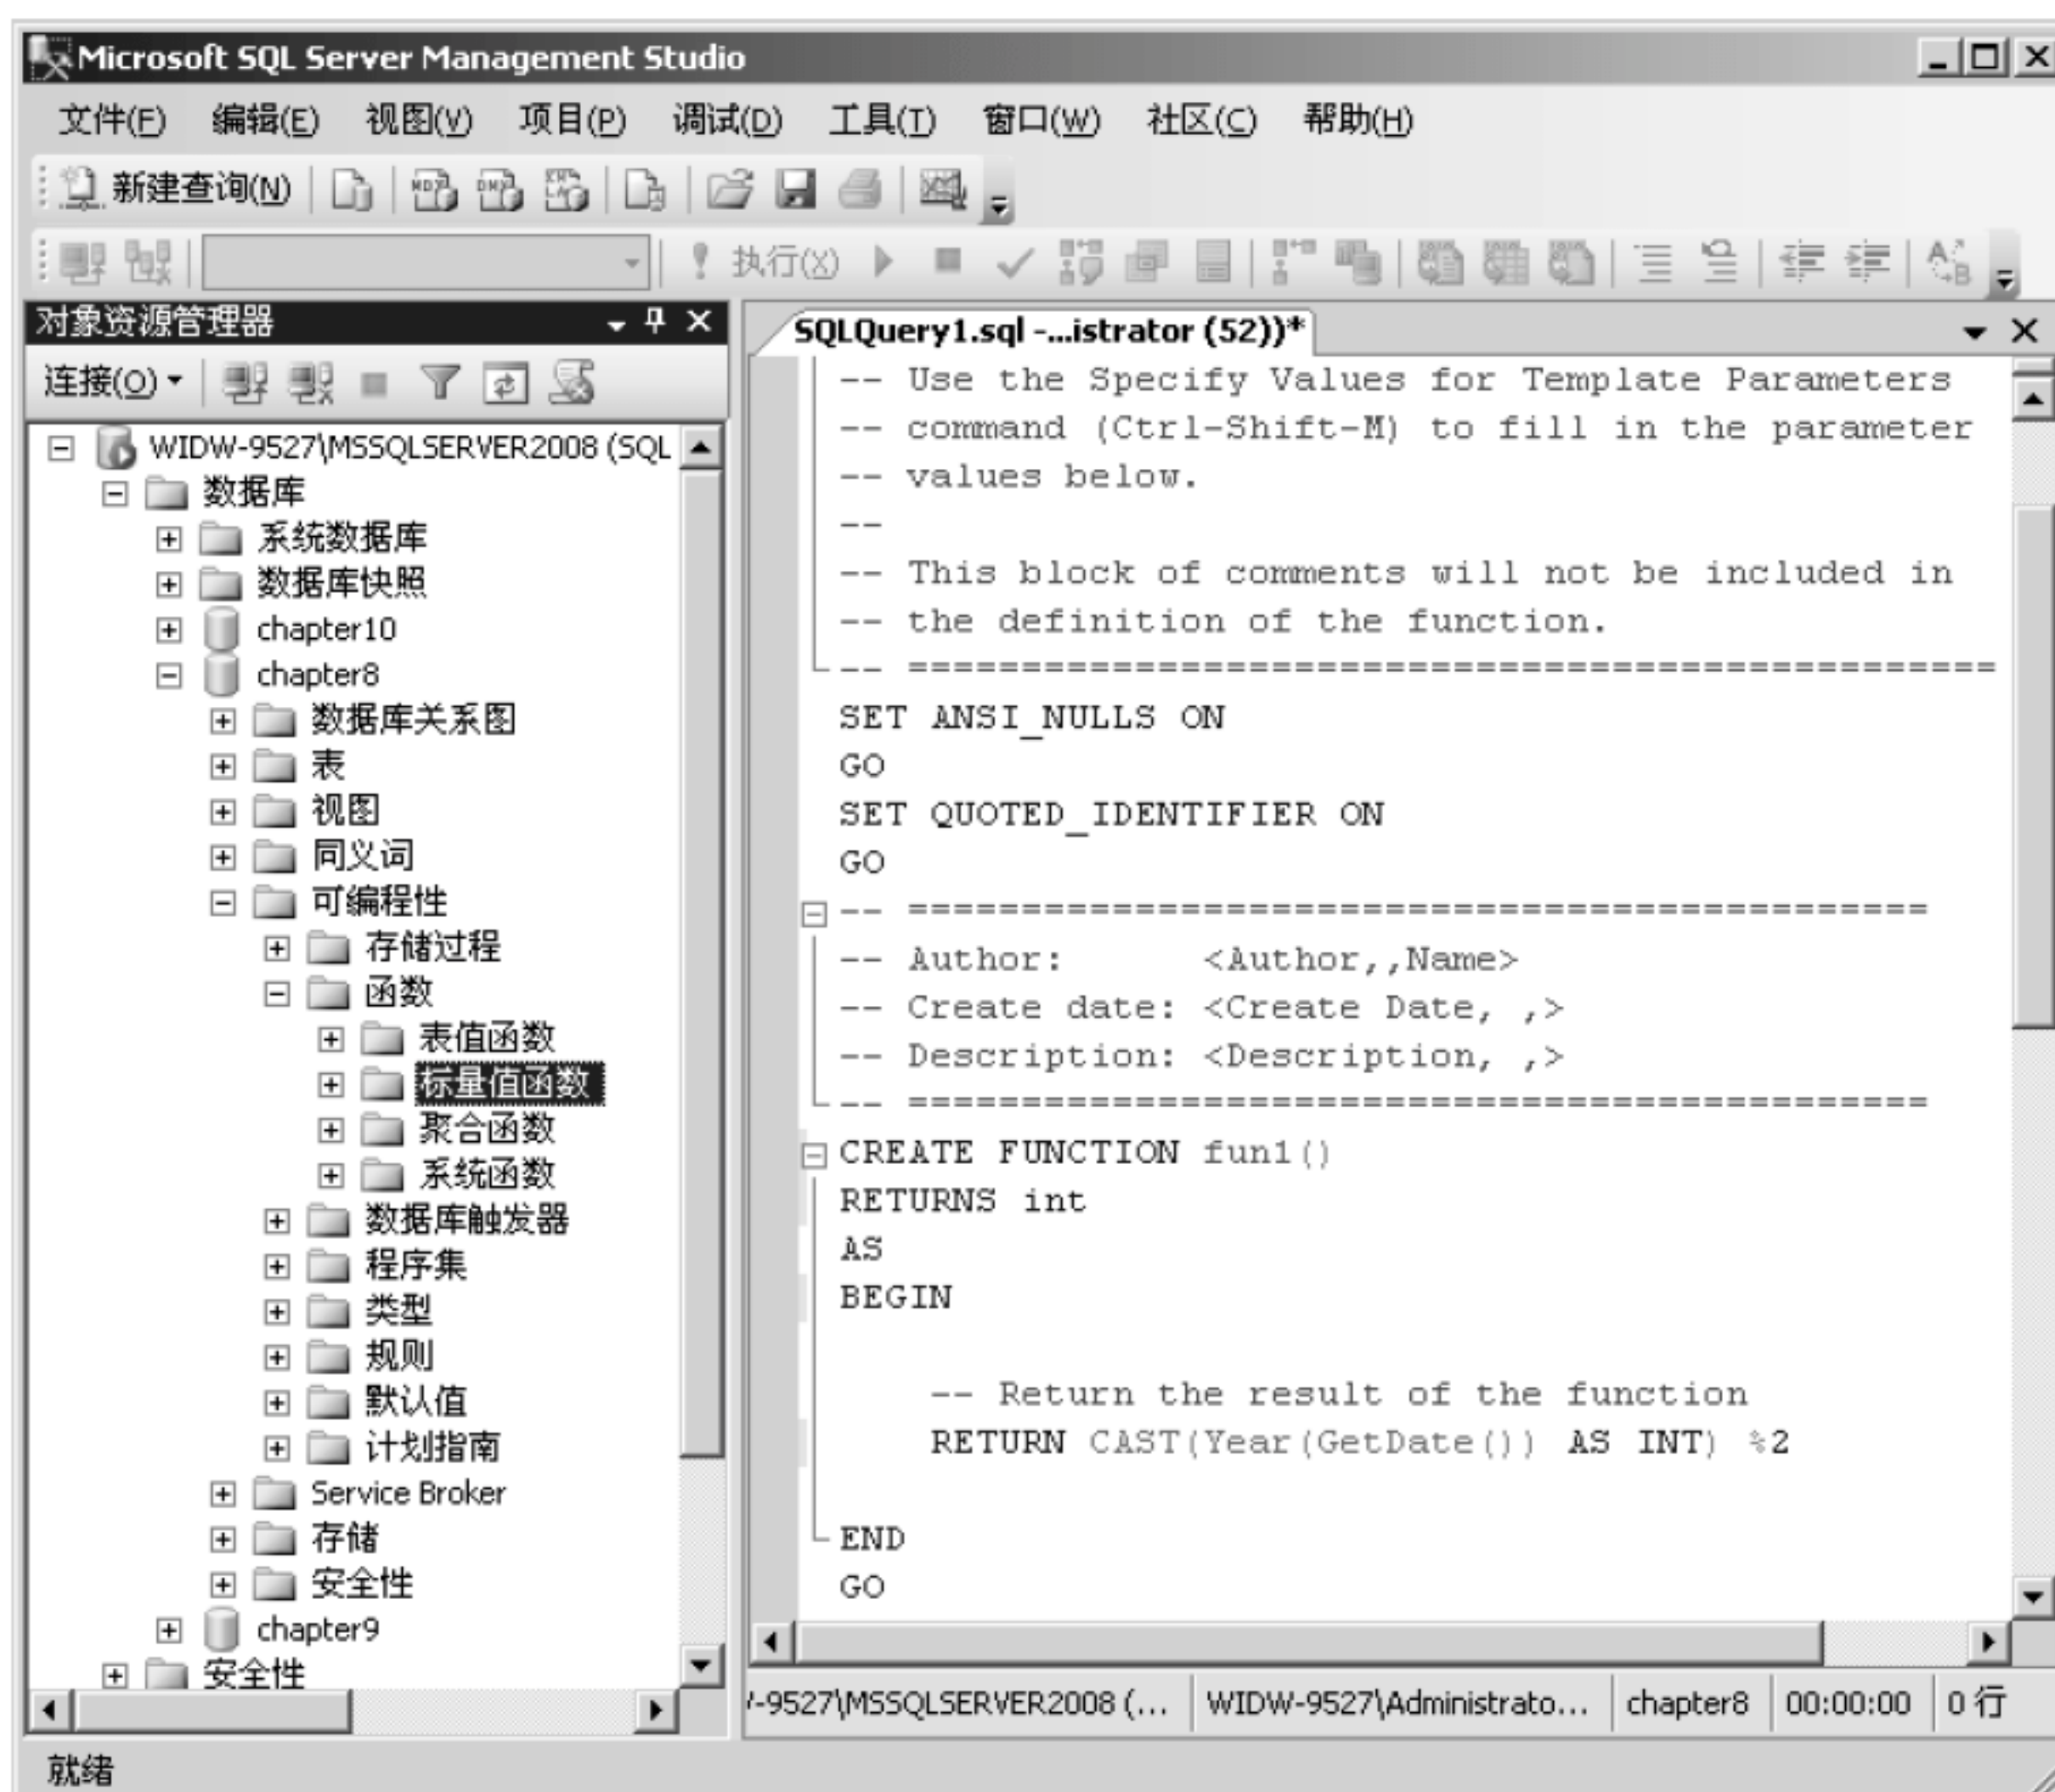 Microsoft SQL Server Management Studio
文件(F) 编辑(E) 视图(V) 项目(P) 调试(D) 工具(T) 窗口(W) 社区(C) 帮助(H)
新建查询(N)
执行(X)
对象资源管理器
连接(O)
WIDW-9527\MSSQLSERVER2008 (SQL
数据库
系统数据库
数据库快照
chapter10
chapter8
数据库关系图
表
视图
同义词
可编程性
存储过程
函数
表值函数
标量值函数
聚合函数
系统函数
数据库触发器
程序集
类型
规则
默认值
计划指南
Service Broker
存储
安全性
chapter9
安全性
SQLQuery1.sql -...istrator (52))*
-- Use the Specify Values for Template Parameters
-- command (Ctrl-Shift-M) to fill in the parameter
-- values below.
--
-- This block of comments will not be included in
-- the definition of the function.
-- ================================================
SET ANSI_NULLS ON
GO
SET QUOTED_IDENTIFIER ON
GO
-- =============================================
-- Author: <Author,,Name>
-- Create date: <Create Date, ,>
-- Description: <Description, ,>
-- =============================================
CREATE FUNCTION fun1()
RETURNS int
AS
BEGIN
-- Return the result of the function
RETURN CAST(Year(GetDate()) AS INT) %2
END
GO
-9527\MSSQLSERVER2008 (... WIDW-9527\Administrato... chapter8 00:00:00 0 行
就绪